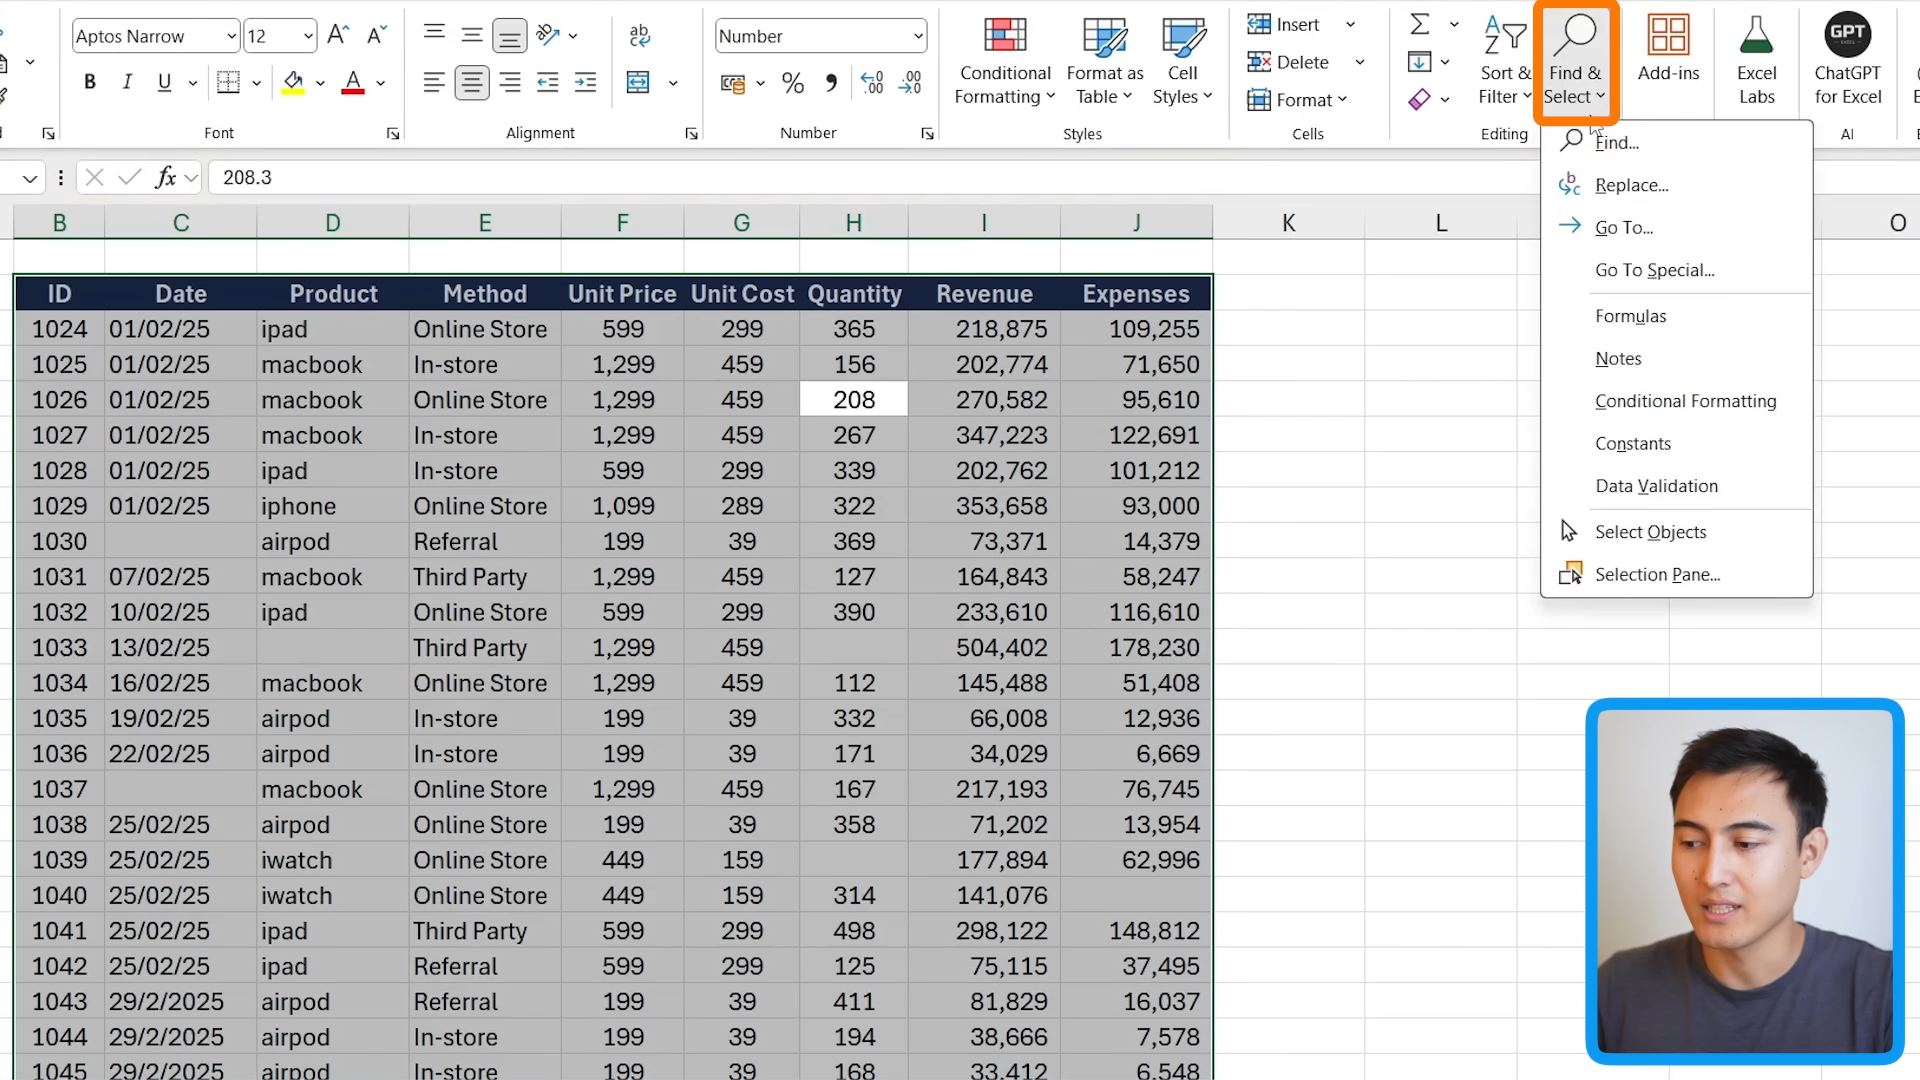 Aptos Narrow 12 ab c Number Insert Σ A Z GPT
B I U A % , Conditional Formatting Format as Table Cell Styles Delete Sort & Filter Find & Select Add-ins Excel Labs ChatGPT for Excel
Format
Font Alignment Number Styles Cells Editing AI
Find...
fx 208.3
Replace...
B C D E F G H I J K L O
Go To...
Go To Special...
Formulas
Notes
Conditional Formatting
Constants
Data Validation
Select Objects
Selection Pane...
ID Date Product Method Unit Price Unit Cost Quantity Revenue Expenses
1024 01/02/25 ipad Online Store 599 299 365 218,875 109,255
1025 01/02/25 macbook In-store 1,299 459 156 202,774 71,650
1026 01/02/25 macbook Online Store 1,299 459 208 270,582 95,610
1027 01/02/25 macbook In-store 1,299 459 267 347,223 122,691
1028 01/02/25 ipad In-store 599 299 339 202,762 101,212
1029 01/02/25 iphone Online Store 1,099 289 322 353,658 93,000
1030 airpod Referral 199 39 369 73,371 14,379
1031 07/02/25 macbook Third Party 1,299 459 127 164,843 58,247
1032 10/02/25 ipad Online Store 599 299 390 233,610 116,610
1033 13/02/25 Third Party 1,299 459 504,402 178,230
1034 16/02/25 macbook Online Store 1,299 459 112 145,488 51,408
1035 19/02/25 airpod In-store 199 39 332 66,008 12,936
1036 22/02/25 airpod In-store 199 39 171 34,029 6,669
1037 macbook Online Store 1,299 459 167 217,193 76,745
1038 25/02/25 airpod Online Store 199 39 358 71,202 13,954
1039 25/02/25 iwatch Online Store 449 159 177,894 62,996
1040 25/02/25 iwatch Online Store 449 159 314 141,076
1041 25/02/25 ipad Third Party 599 299 498 298,122 148,812
1042 25/02/25 ipad Referral 599 299 125 75,115 37,495
1043 29/2/2025 airpod Referral 199 39 411 81,829 16,037
1044 29/2/2025 airpod In-store 199 39 194 38,666 7,578
1045 29/2/2025 airpod In-store 199 39 168 33,412 6,548